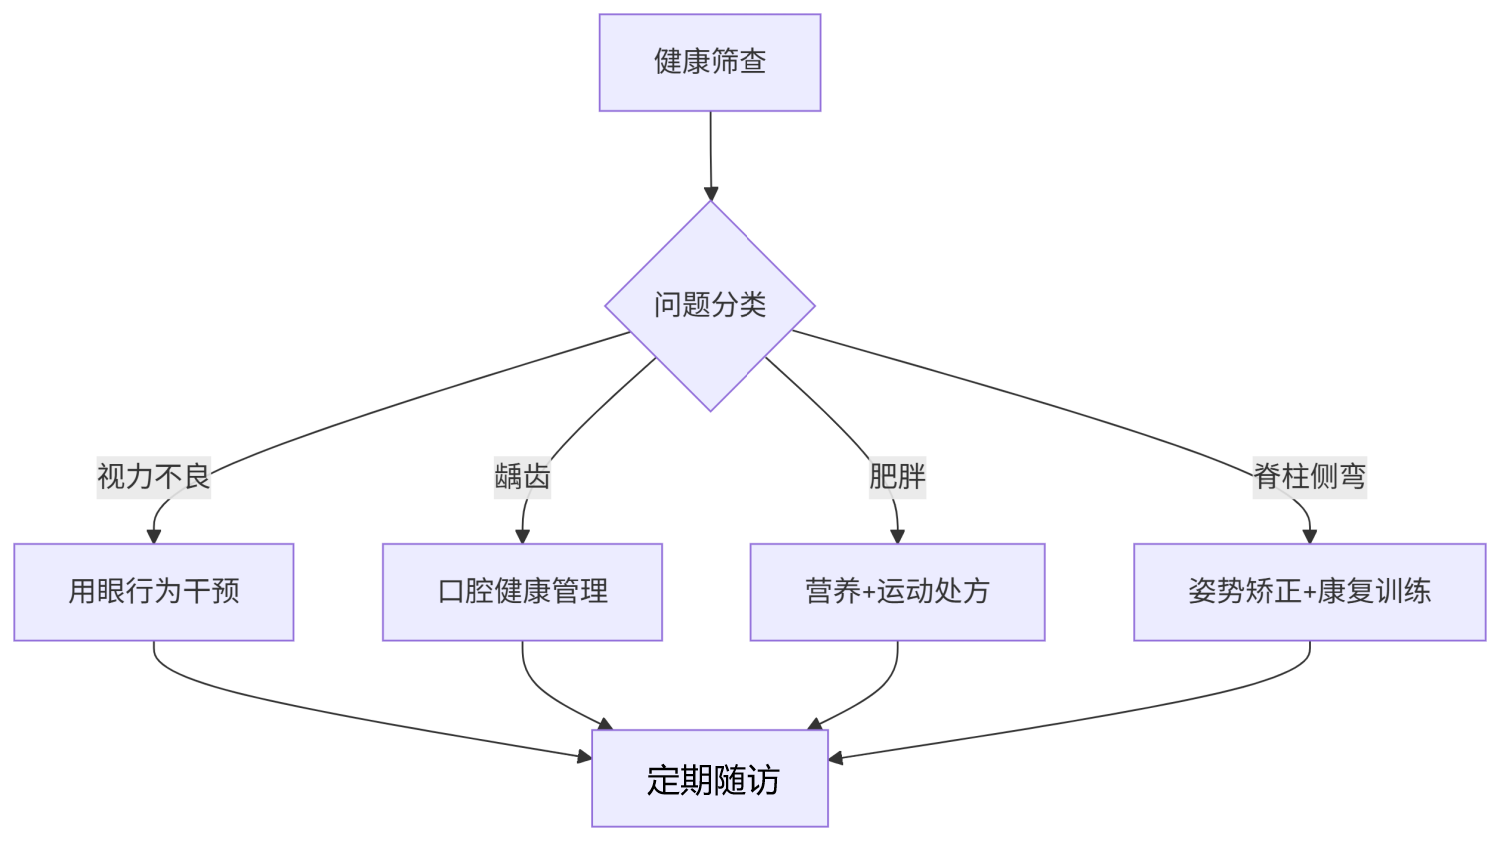 健康筛查
问题分类
视力不良
龋齿
肥胖
脊柱侧弯
用眼行为干预
口腔健康管理
营养+运动处方
姿势矫正+康复训练
定期随访